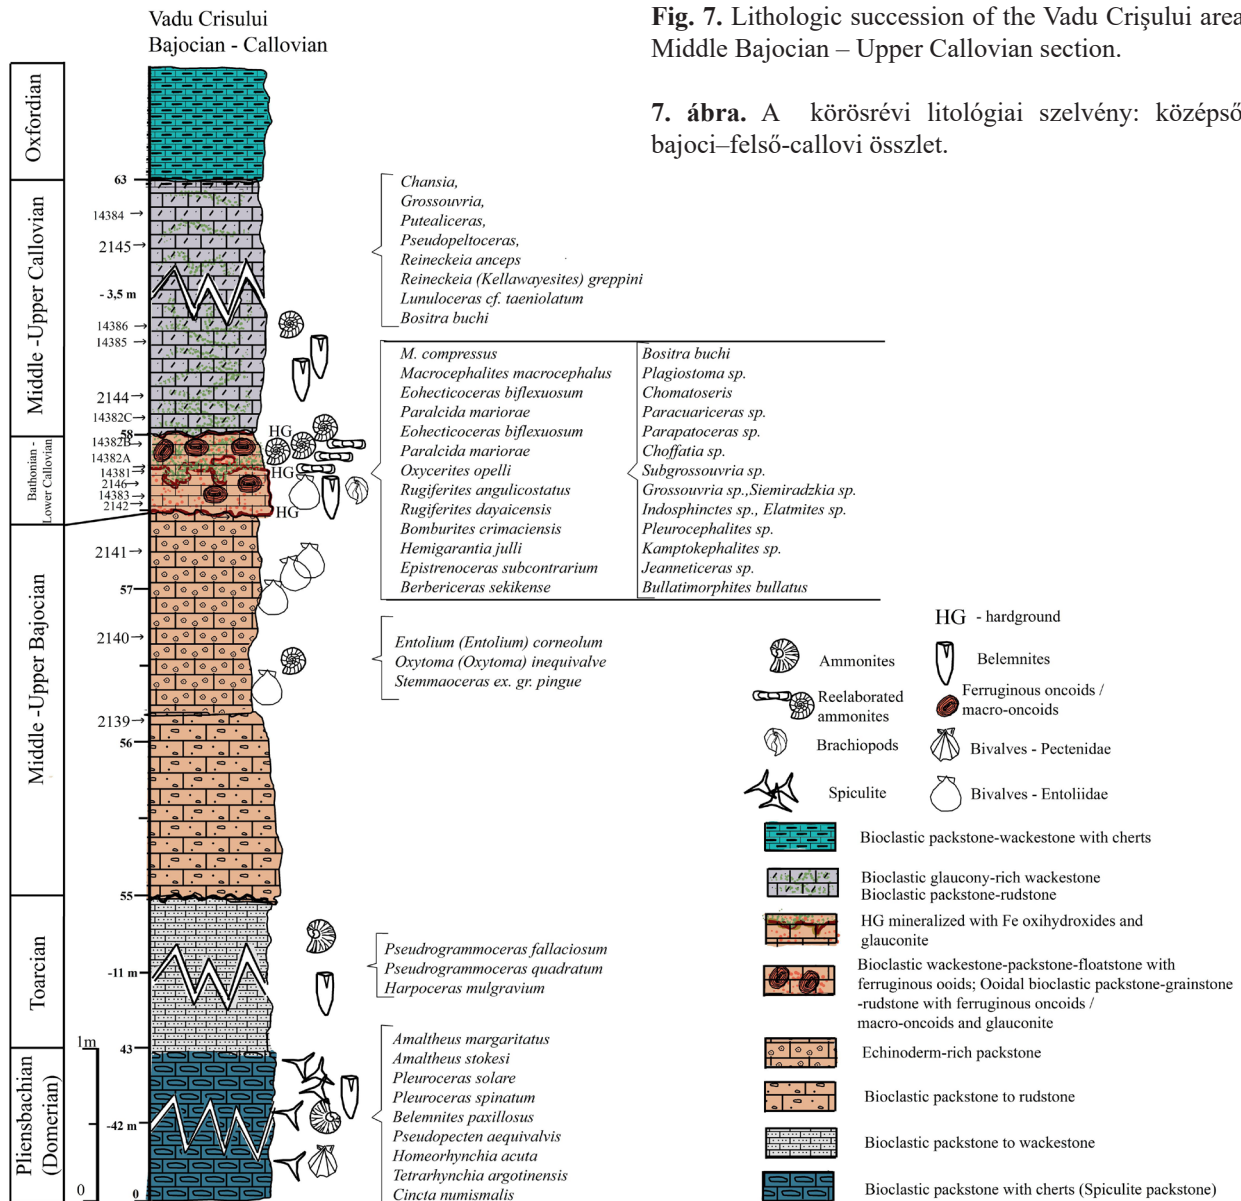 Vadu Crisului
Bajocian - Callovian
Fig. 7. Lithologic succession of the Vadu Crişului area
Middle Bajocian – Upper Callovian section.
7. ábra. A körösrévi litológiai szelvény: középső
bajoci–felső-callovi összlet.
Oxfordian
Middle -Upper Callovian
Bathonian -
Lower Callovian
Middle -Upper Bajocian
Toarcian
Pliensbachian
(Domerian)
63
14384
2145
- 3,5 m
14386
14385
2144
14382C
58
14382B
14382A
14381
2146
14383
2142
2141
57
2140
2139
56
55
-11 m
1m
43
-42 m
0
0
HG
HG
HG
Chansia,
Grossouvria,
Putealiceras,
Pseudopeltoceras,
Reineckeia anceps
Reineckeia (Kellawayesites) greppini
Lunuloceras cf. taeniolatum
Bositra buchi
M. compressus
Macrocephalites macrocephalus
Eohecticoceras biflexuosum
Paralcida mariorae
Eohecticoceras biflexuosum
Paralcida mariorae
Oxycerites opelli
Rugiferites angulicostatus
Rugiferites dayaicensis
Bomburites crimaciensis
Hemigarantia julli
Epistrenoceras subcontrarium
Berbericeras sekikense
Bositra buchi
Plagiostoma sp.
Chomatoseris
Paracuariceras sp.
Parapatoceras sp.
Choffatia sp.
Subgrossouvria sp.
Grossouvria sp.,Siemiradzkia sp.
Indosphinctes sp., Elatmites sp.
Pleurocephalites sp.
Kamptokephalites sp.
Jeanneticeras sp.
Bullatimorphites bullatus
Entolium (Entolium) corneolum
Oxytoma (Oxytoma) inequivalve
Stemmaoceras ex. gr. pingue
Pseudrogrammoceras fallaciosum
Pseudrogrammoceras quadratum
Harpoceras mulgravium
Amaltheus margaritatus
Amaltheus stokesi
Pleuroceras solare
Pleuroceras spinatum
Belemnites paxillosus
Pseudopecten aequivalvis
Homeorhynchia acuta
Tetrarhynchia argotinensis
Cincta numismalis
HG - hardground
Ammonites
Belemnites
Reelaborated
ammonites
Ferruginous oncoids /
macro-oncoids
Brachiopods
Bivalves - Pectenidae
Spiculite
Bivalves - Entoliidae
Bioclastic packstone-wackestone with cherts
Bioclastic glaucony-rich wackestone
Bioclastic packstone-rudstone
HG mineralized with Fe oxihydroxides and
glauconite
Bioclastic wackestone-packstone-floatstone with
ferruginous ooids; Ooidal bioclastic packstone-grainstone
-rudstone with ferruginous oncoids /
macro-oncoids and glauconite
Echinoderm-rich packstone
Bioclastic packstone to rudstone
Bioclastic packstone to wackestone
Bioclastic packstone with cherts (Spiculite packstone)